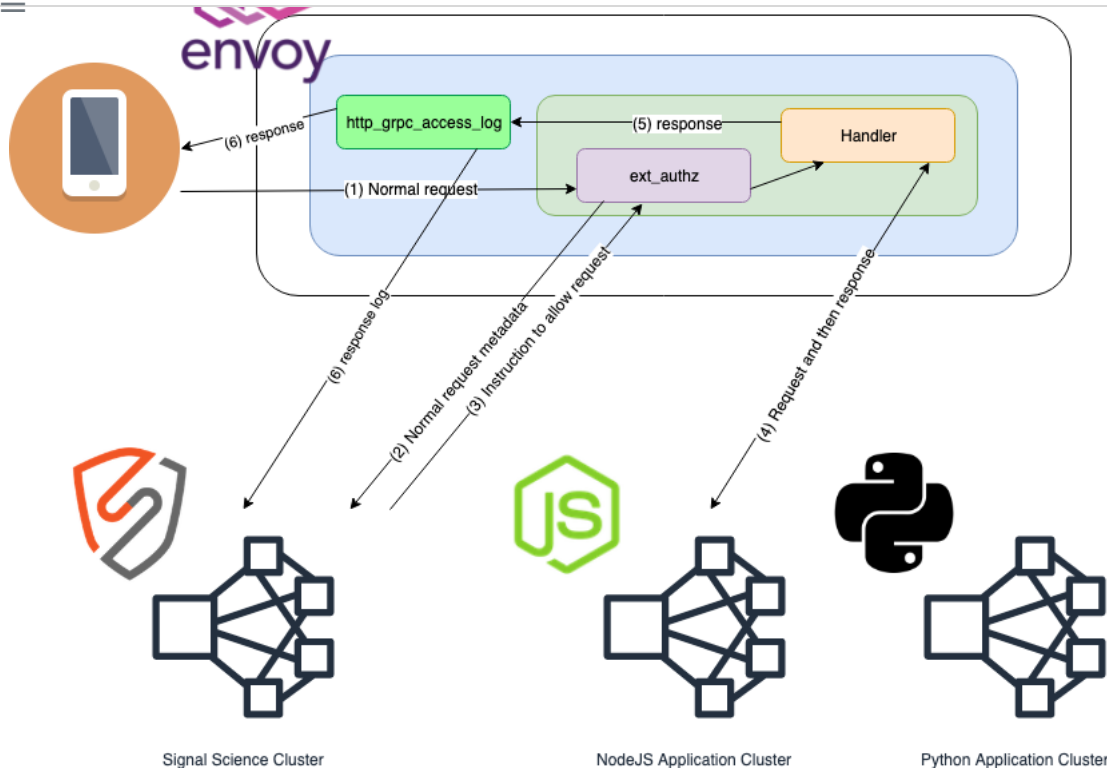 envoy
http_grpc_access_log
(5) response
Handler
(6) response
ext_authz
(1) Normal request
(6) response log
(2) Normal request metadata
(3) Instruction to allow request
(4) Request and then response
JS
Signal Science Cluster
NodeJS Application Cluster
Python Application Cluster